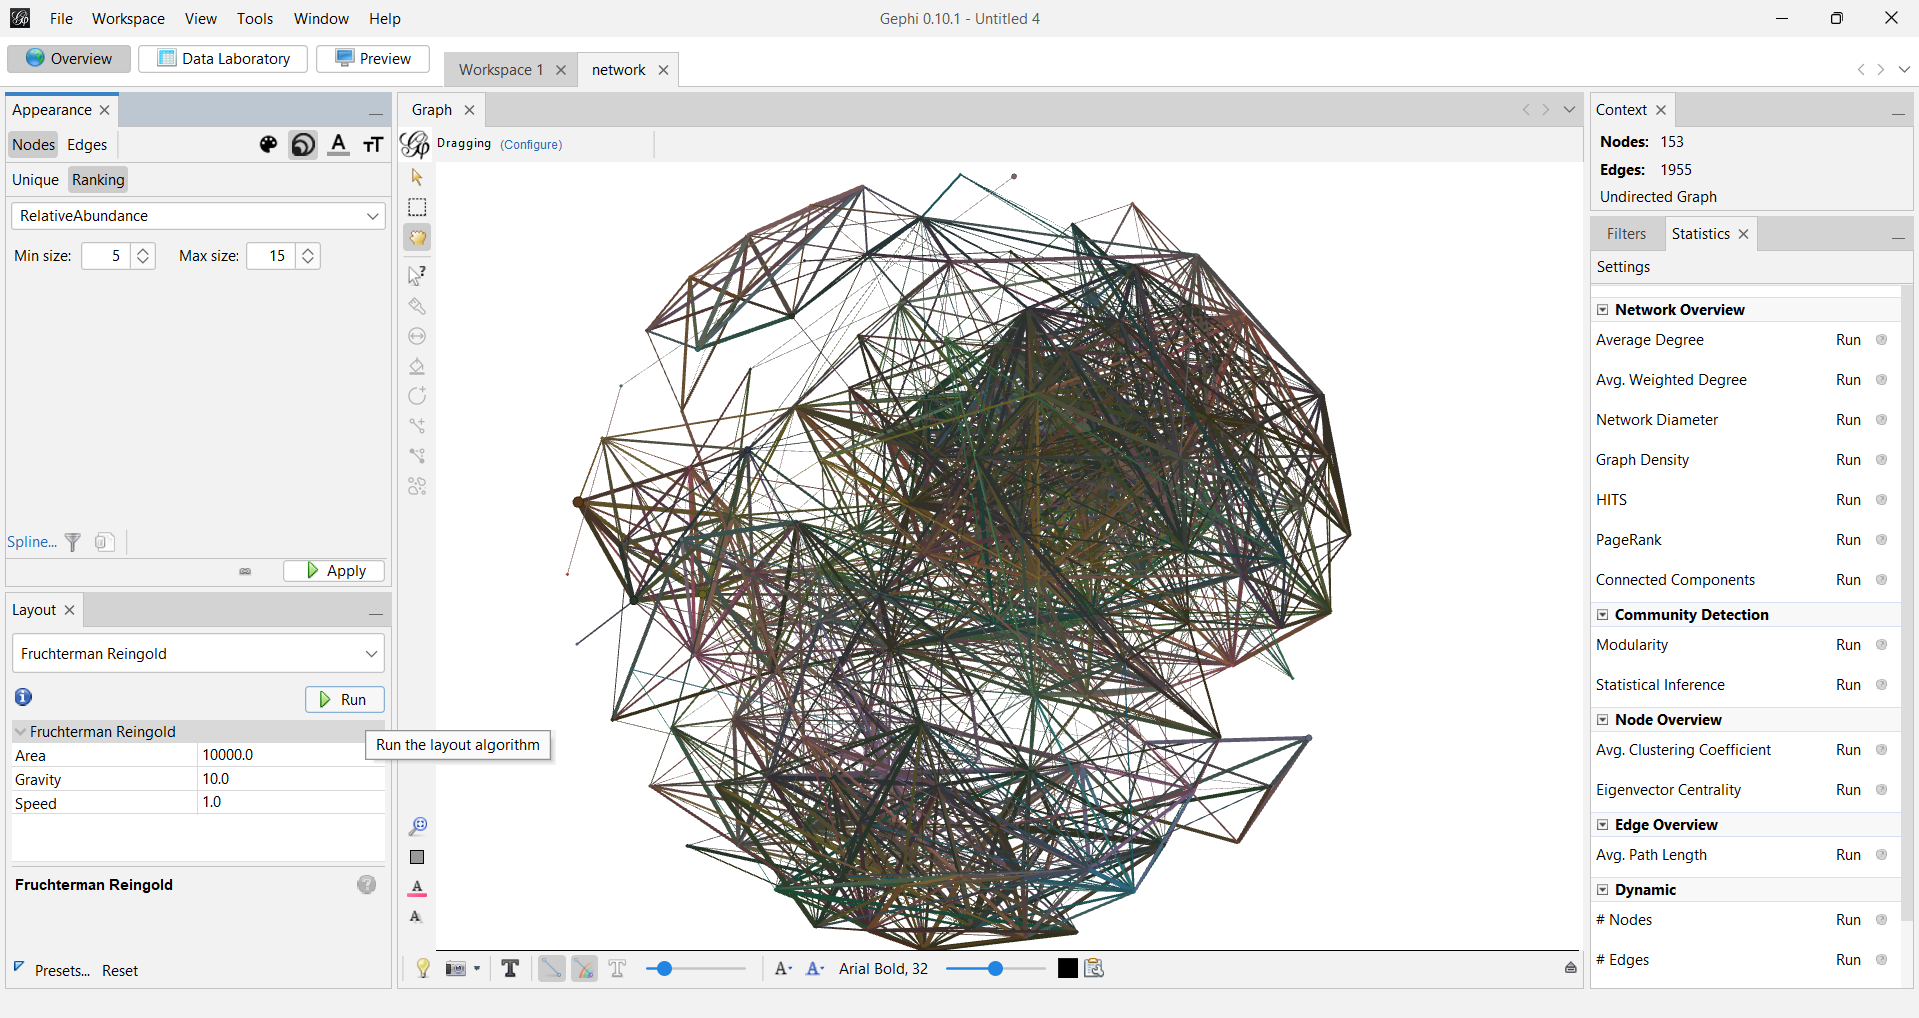 File Workspace View Tools Window Help
Gephi 0.10.1 - Untitled 4
Overview Data Laboratory Preview
Workspace 1 network
Appearance
Nodes Edges
Unique Ranking
RelativeAbundance
Min size: 5 Max size: 15
Spline...
Apply
Layout
Fruchterman Reingold
Run
Fruchterman Reingold
Area 10000.0
Gravity 10.0
Speed 1.0
Run the layout algorithm
Fruchterman Reingold
Presets... Reset
Graph
Dragging (Configure)
Arial Bold, 32
Context
Nodes: 153
Edges: 1955
Undirected Graph
Filters Statistics
Settings
Network Overview
Average Degree Run
Avg. Weighted Degree Run
Network Diameter Run
Graph Density Run
HITS Run
PageRank Run
Connected Components Run
Community Detection
Modularity Run
Statistical Inference Run
Node Overview
Avg. Clustering Coefficient Run
Eigenvector Centrality Run
Edge Overview
Avg. Path Length Run
Dynamic
# Nodes Run
# Edges Run